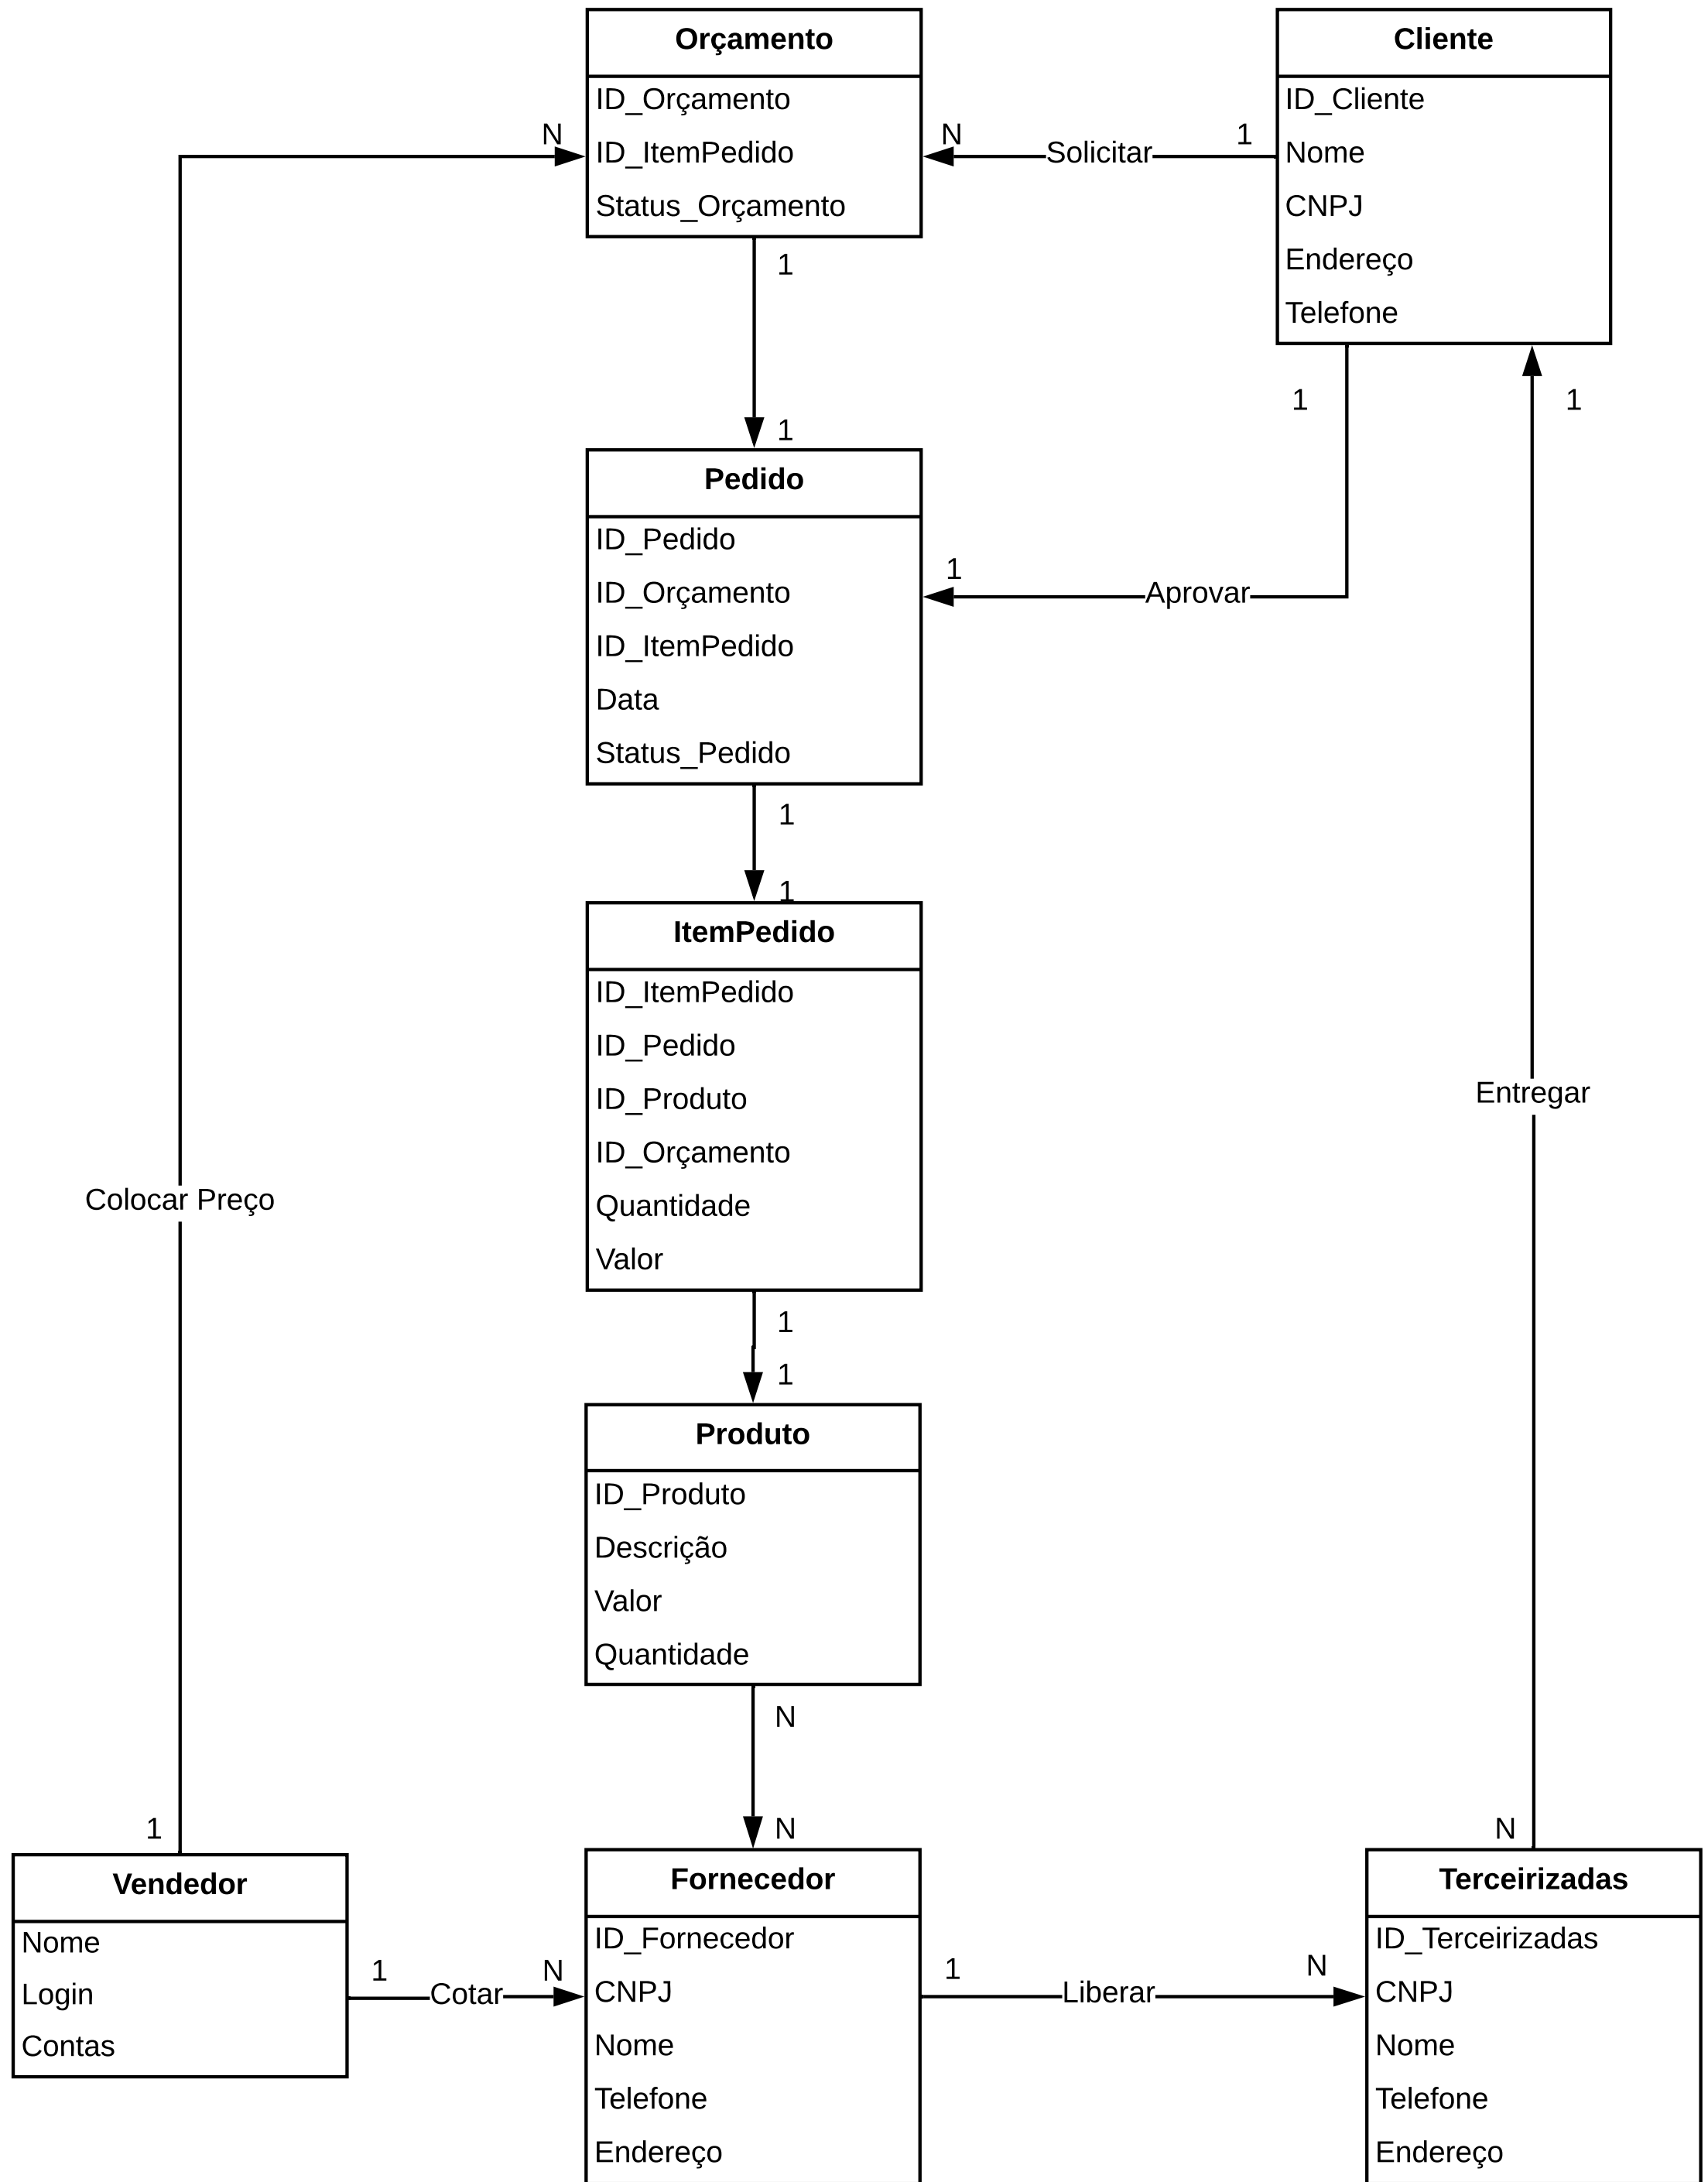 Orçamento
ID_Orçamento
ID_ItemPedido
Status_Orçamento
Cliente
ID_Cliente
Nome
CNPJ
Endereço
Telefone
N
N
Solicitar
1
1
1
1
1
Pedido
ID_Pedido
ID_Orçamento
ID_ItemPedido
Data
Status_Pedido
1
Aprovar
1
1
ItemPedido
ID_ItemPedido
ID_Pedido
ID_Produto
ID_Orçamento
Quantidade
Valor
Entregar
Colocar Preço
1
1
Produto
ID_Produto
Descrição
Valor
Quantidade
N
1
N
N
Vendedor
Nome
Login
Contas
1
Cotar
N
Fornecedor
ID_Fornecedor
CNPJ
Nome
Telefone
Endereço
1
Liberar
N
Terceirizadas
ID_Terceirizadas
CNPJ
Nome
Telefone
Endereço